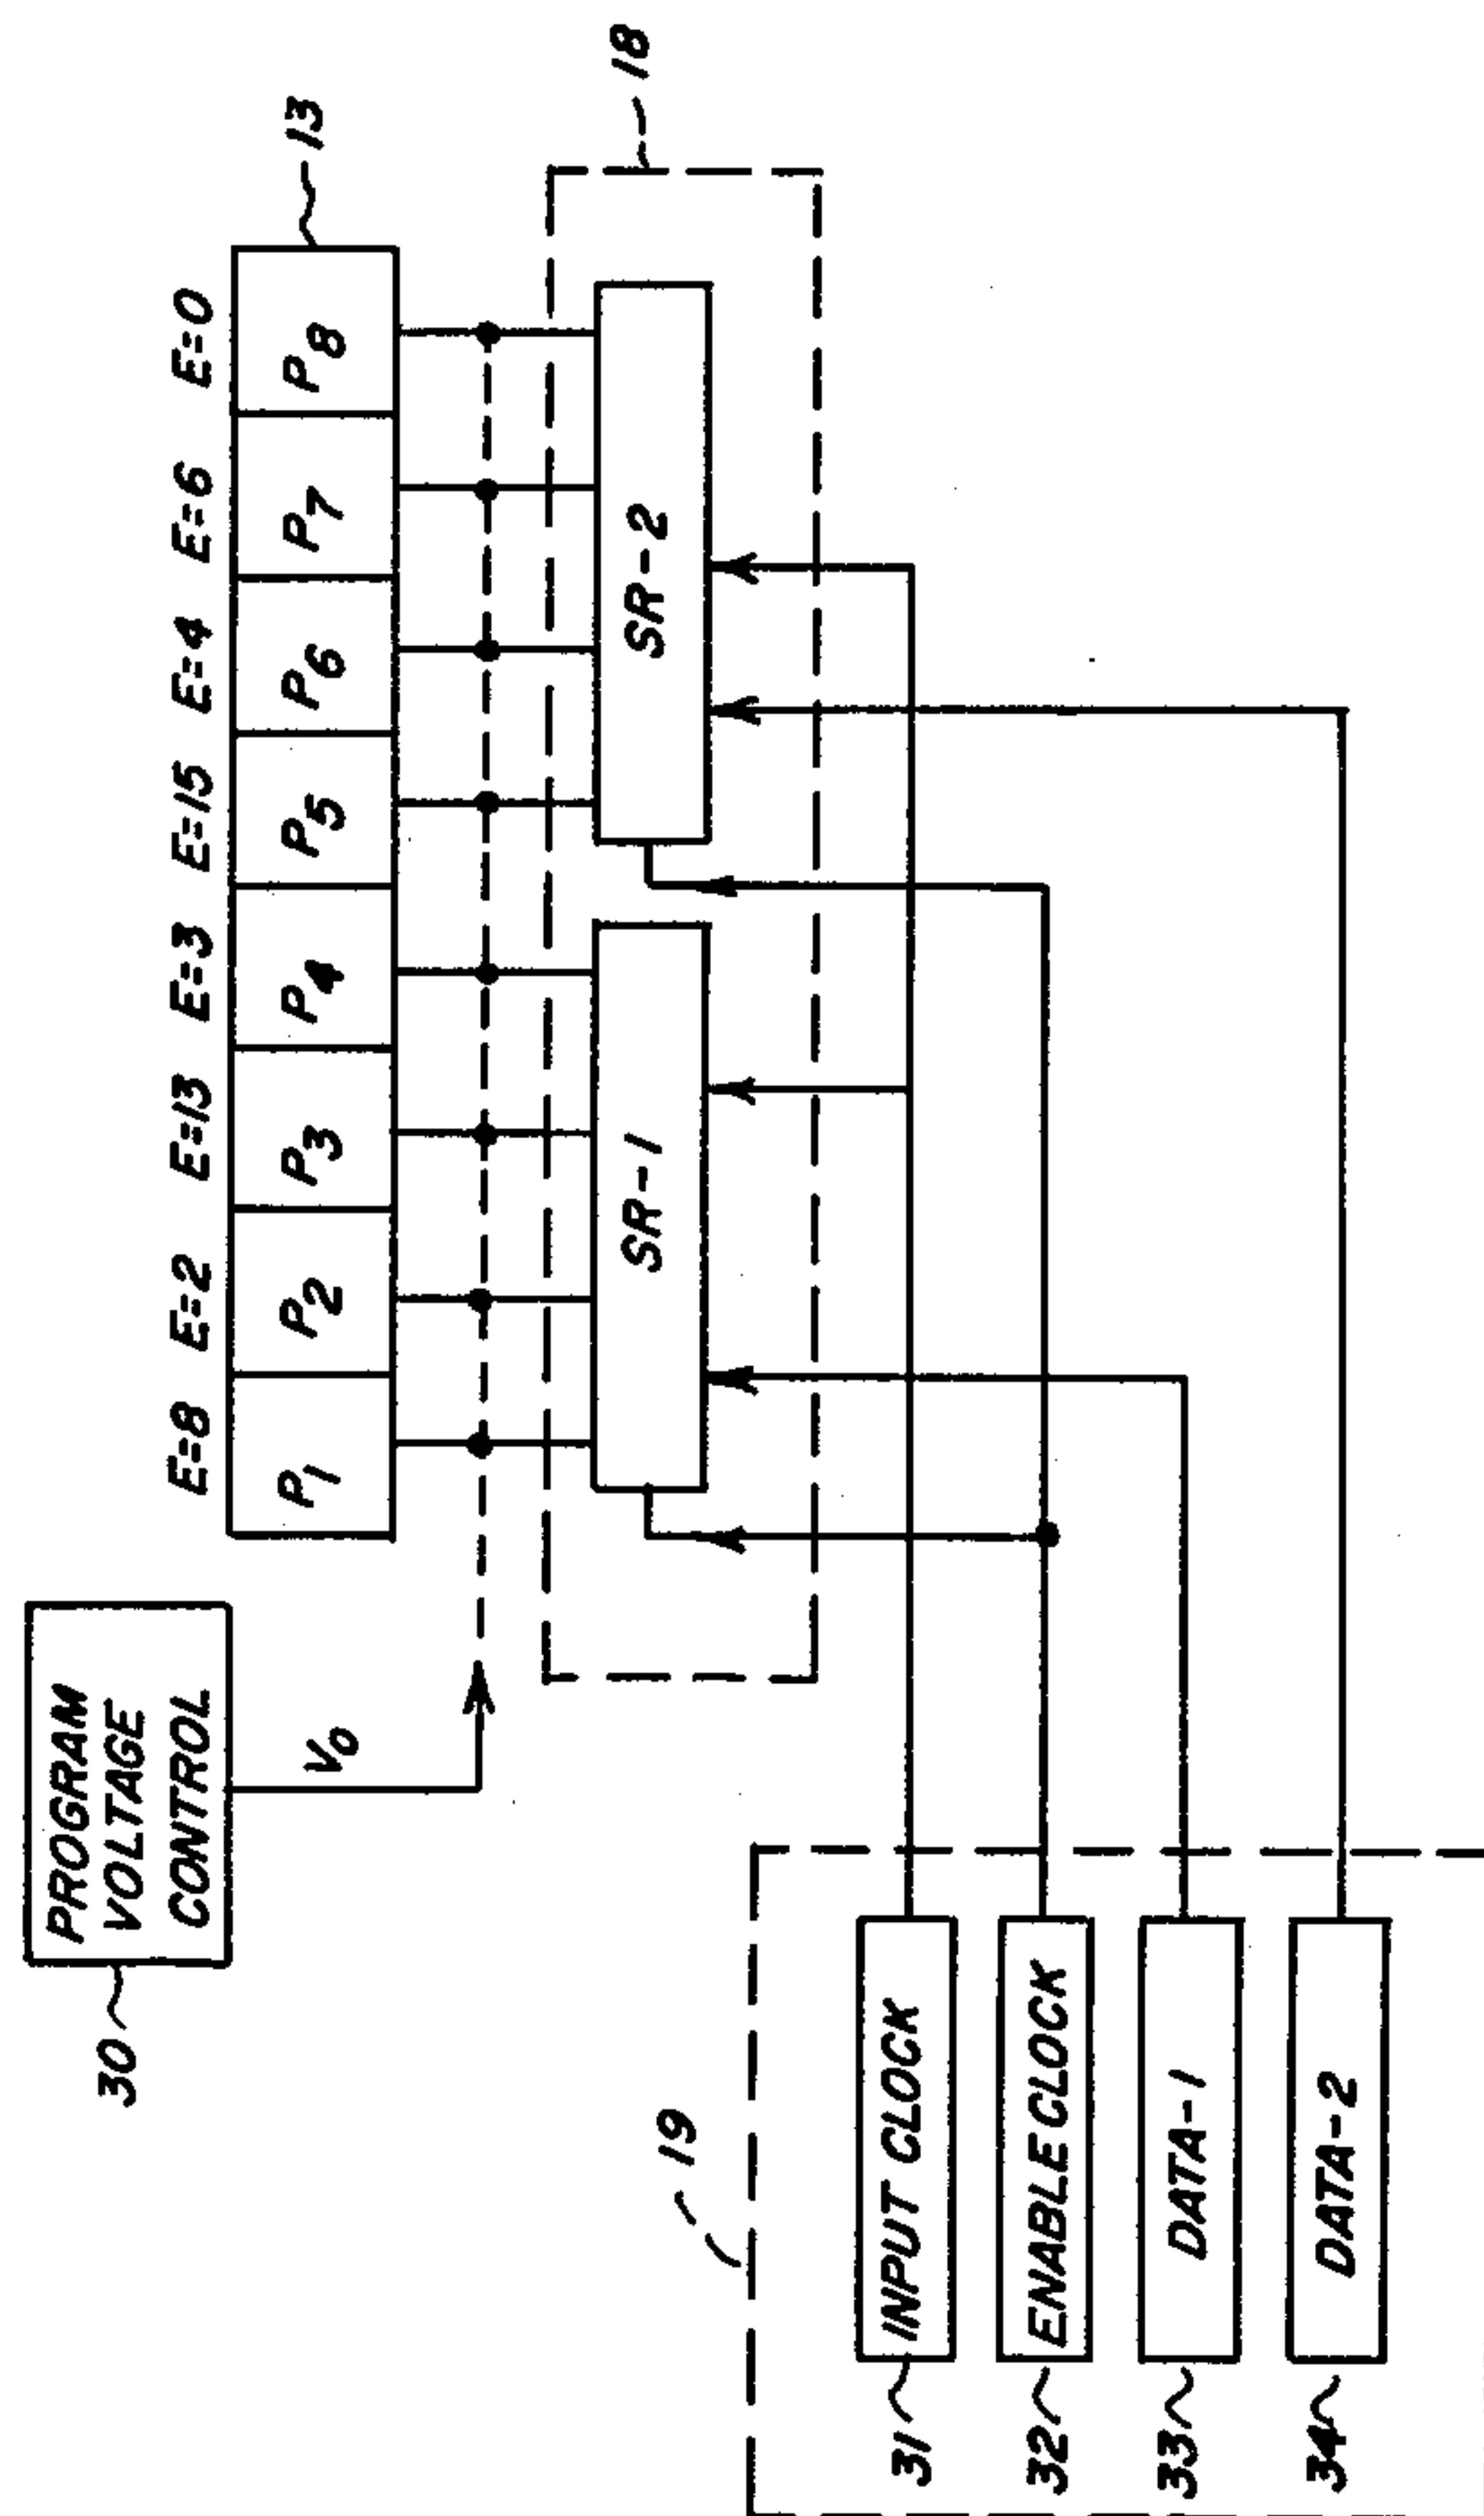 PROGRAM
VOLTAGE
CONTROL
30
V0
E=8 E=2 E=13 E=3 E=15 E=4 E=6 E=0
P1 P2 P3 P4 P5 P6 P7 P8
13
18
SR-1 SR-2
19
31 INPUT CLOCK
32 ENABLE CLOCK
33 DATA-1
34 DATA-2